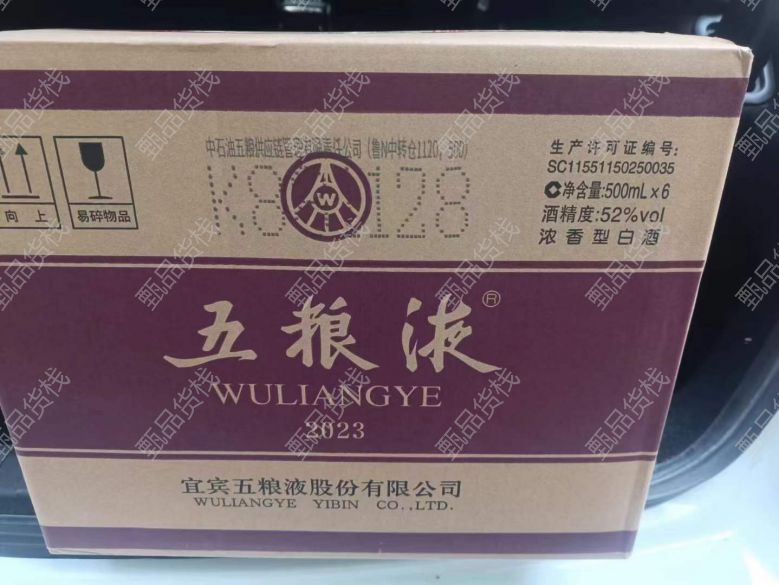 中石油五粮供应链管理有限责任公司（鲁N中转仓1120，560）
K8 128
W
向上
易碎物品
生产许可证编号:
SC11551150250035
净含量:500mL×6
酒精度:52%vol
浓香型白酒
五粮液®
WULIANGYE
2023
宜宾五粮液股份有限公司
WULIANGYE YIBIN CO.,LTD.
甄品货栈